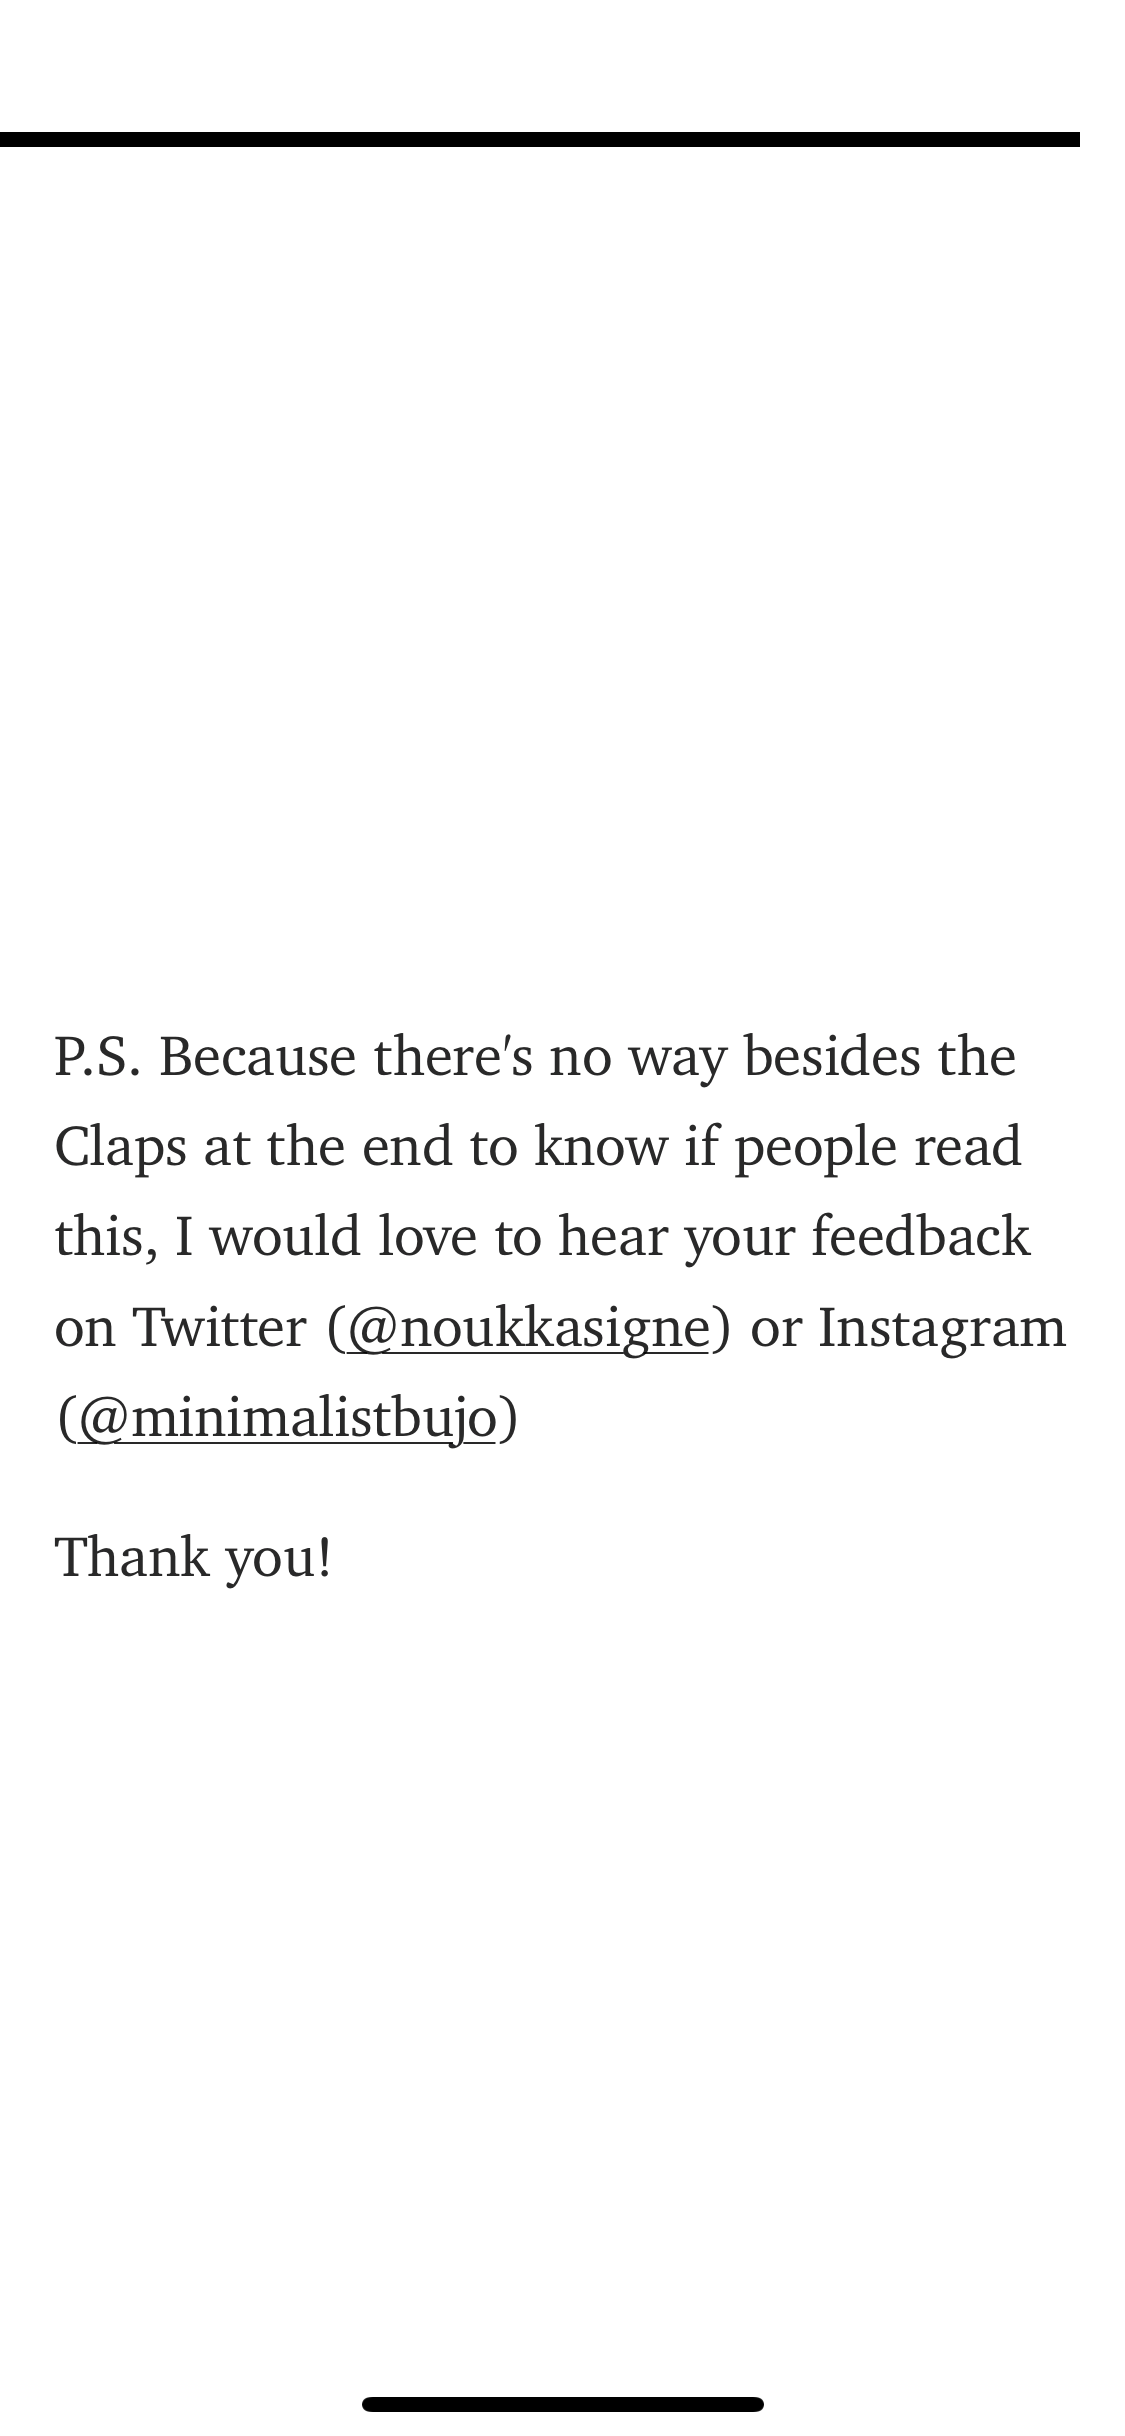 P.S. Because there's no way besides the
Claps at the end to know if people read
this, I would love to hear your feedback
on Twitter (@noukkasigne) or Instagram
(@minimalistbujo)
Thank you!